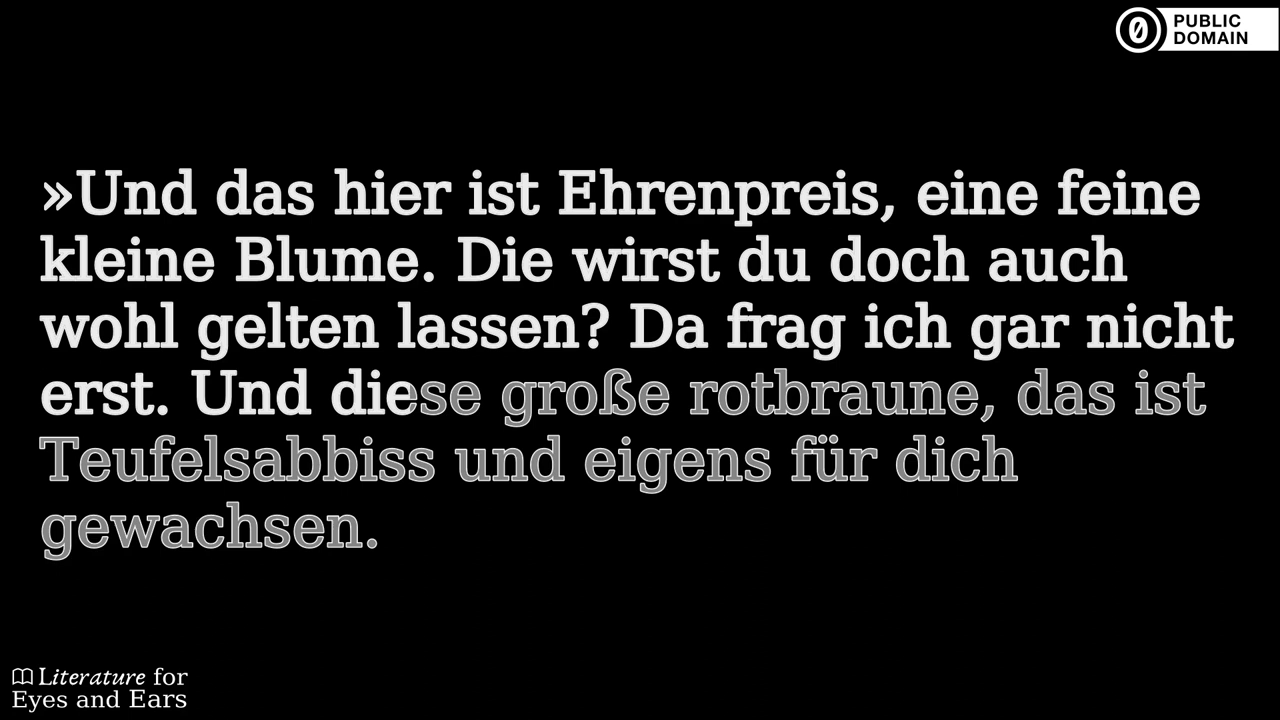 PUBLIC
DOMAIN
»Und das hier ist Ehrenpreis, eine feine
kleine Blume. Die wirst du doch auch
wohl gelten lassen? Da frag ich gar nicht
erst. Und diese große rotbraune, das ist
Teufelsabbiss und eigens für dich
gewachsen.
Literature for
Eyes and Ears